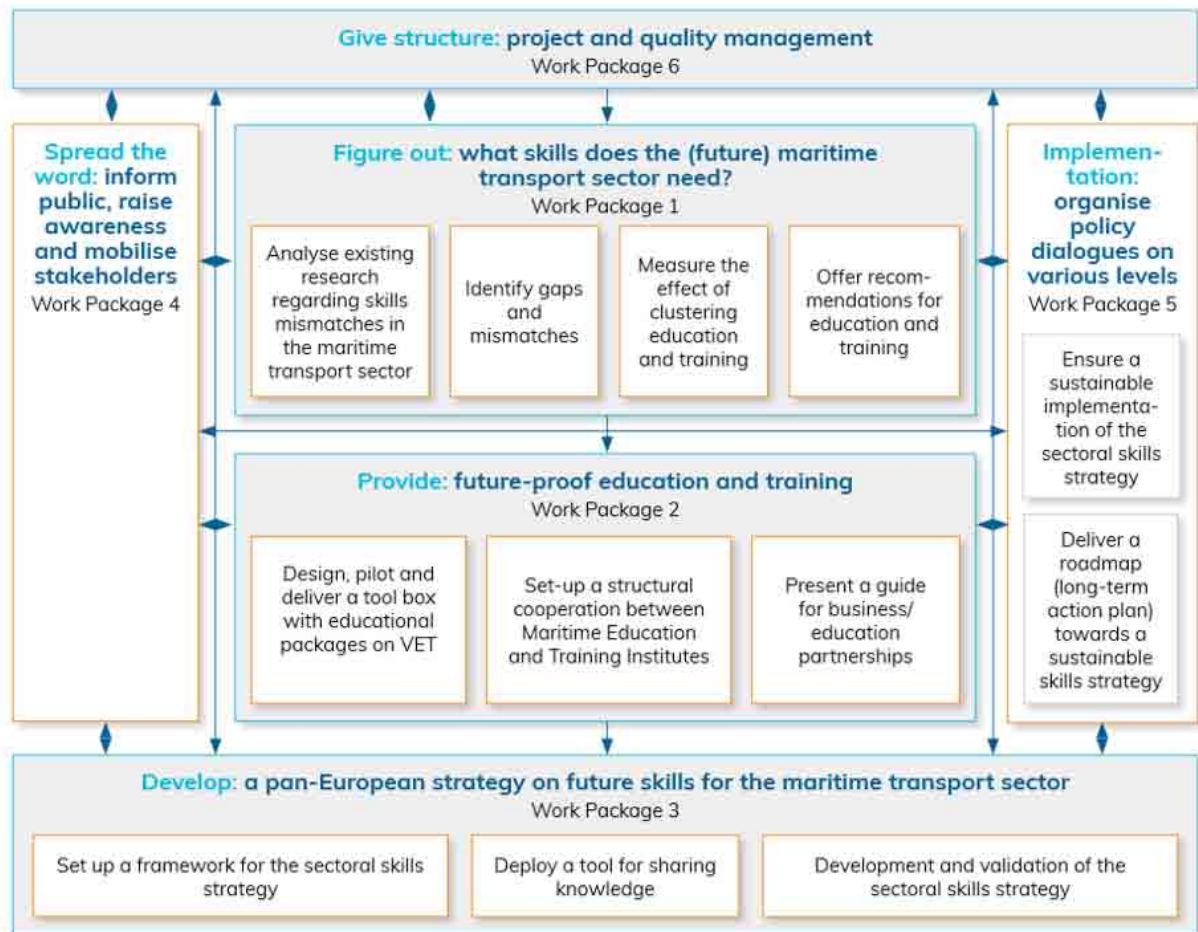 Give structure: project and quality management
Work Package 6
Spread the
word: inform
public, raise
awareness
and mobilise
stakeholders
Work Package 4
Figure out: what skills does the (future) maritime
transport sector need?
Work Package 1
Analyse existing
research
regarding skills
mismatches in
the maritime
transport sector
Identify gaps
and
mismatches
Measure the
effect of
clustering
education
and training
Offer recom-
mendations for
education and
training
Implemen-
tation:
organise
policy
dialogues on
various levels
Work Package 5
Ensure a
sustainable
implementa-
tion of the
sectoral skills
strategy
Deliver a
roadmap
(long-term
action plan)
towards a
sustainable
skills strategy
Provide: future-proof education and training
Work Package 2
Design, pilot and
deliver a tool box
with educational
packages on VET
Set-up a structural
cooperation between
Maritime Education
and Training Institutes
Present a guide
for business/
education
partnerships
Develop: a pan-European strategy on future skills for the maritime transport sector
Work Package 3
Set up a framework for the sectoral skills
strategy
Deploy a tool for sharing
knowledge
Development and validation of the
sectoral skills strategy